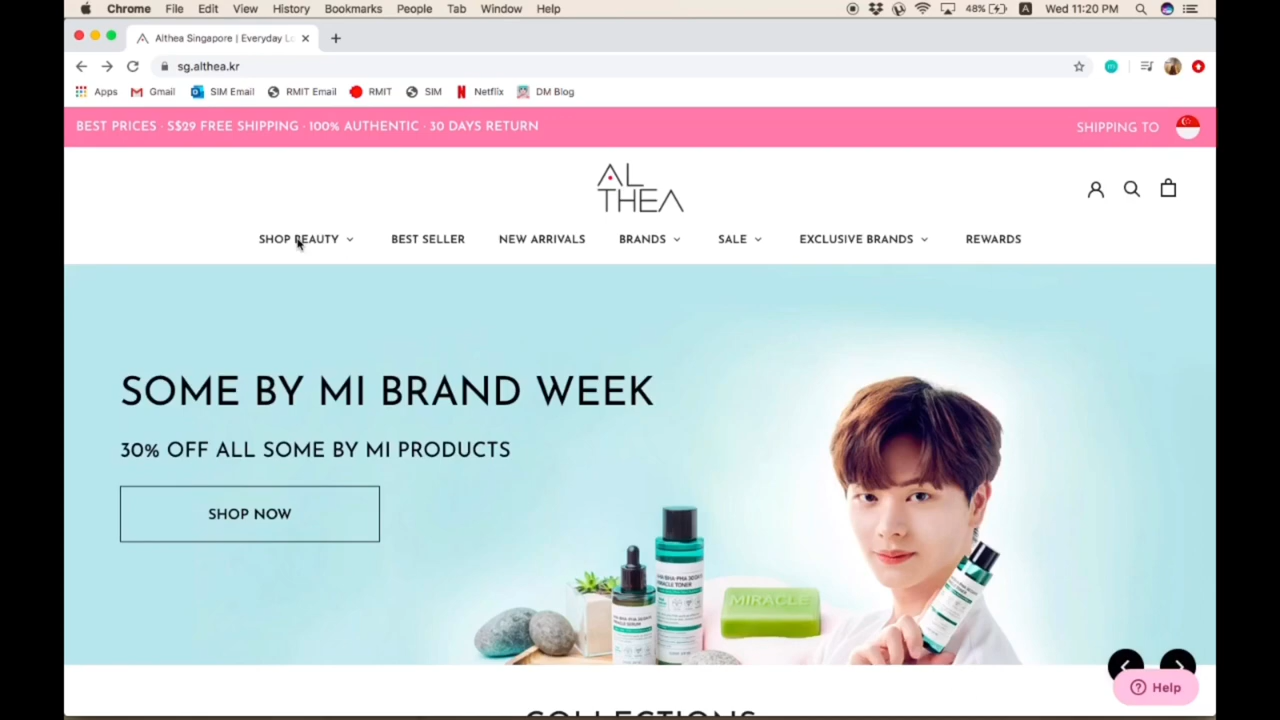 Chrome File Edit View History Bookmarks People Tab Window Help 48% A Wed 11:20 PM
Althea Singapore | Everyday Lo
sg.althea.kr
Apps Gmail SIM Email RMIT Email RMIT SIM Netflix DM Blog
BEST PRICES · S$29 FREE SHIPPING · 100% AUTHENTIC · 30 DAYS RETURN SHIPPING TO
AL
THEA
SHOP BEAUTY BEST SELLER NEW ARRIVALS BRANDS SALE EXCLUSIVE BRANDS REWARDS
SOME BY MI BRAND WEEK
30% OFF ALL SOME BY MI PRODUCTS
SHOP NOW
MIRACLE
Help
COLLECTIONS